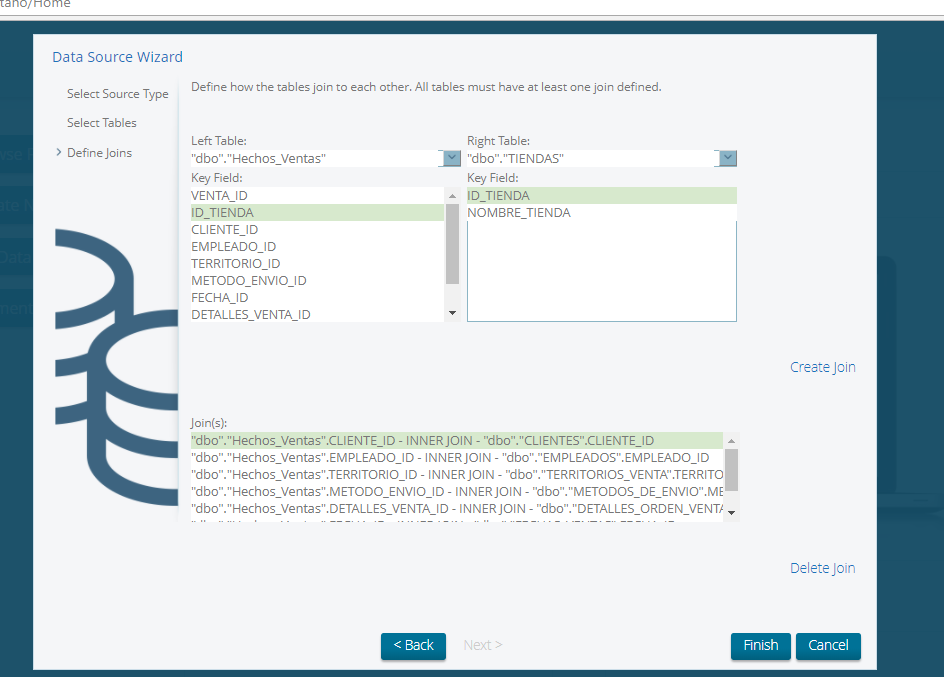 taho/Home
Data Source Wizard
Select Source Type
Select Tables
> Define Joins
Define how the tables join to each other. All tables must have at least one join defined.
Left Table:
"dbo"."Hechos_Ventas"
Key Field:
VENTA_ID
ID_TIENDA
CLIENTE_ID
EMPLEADO_ID
TERRITORIO_ID
METODO_ENVIO_ID
FECHA_ID
DETALLES_VENTA_ID
Right Table:
"dbo"."TIENDAS"
Key Field:
ID_TIENDA
NOMBRE_TIENDA
Create Join
Join(s):
"dbo"."Hechos_Ventas".CLIENTE_ID - INNER JOIN - "dbo"."CLIENTES".CLIENTE_ID
"dbo"."Hechos_Ventas".EMPLEADO_ID - INNER JOIN - "dbo"."EMPLEADOS".EMPLEADO_ID
"dbo"."Hechos_Ventas".TERRITORIO_ID - INNER JOIN - "dbo"."TERRITORIOS_VENTA".TERRITO
"dbo"."Hechos_Ventas".METODO_ENVIO_ID - INNER JOIN - "dbo"."METODOS_DE_ENVIO".ME
"dbo"."Hechos_Ventas".DETALLES_VENTA_ID - INNER JOIN - "dbo"."DETALLES_ORDEN_VENTA
Delete Join
< Back
Next >
Finish
Cancel